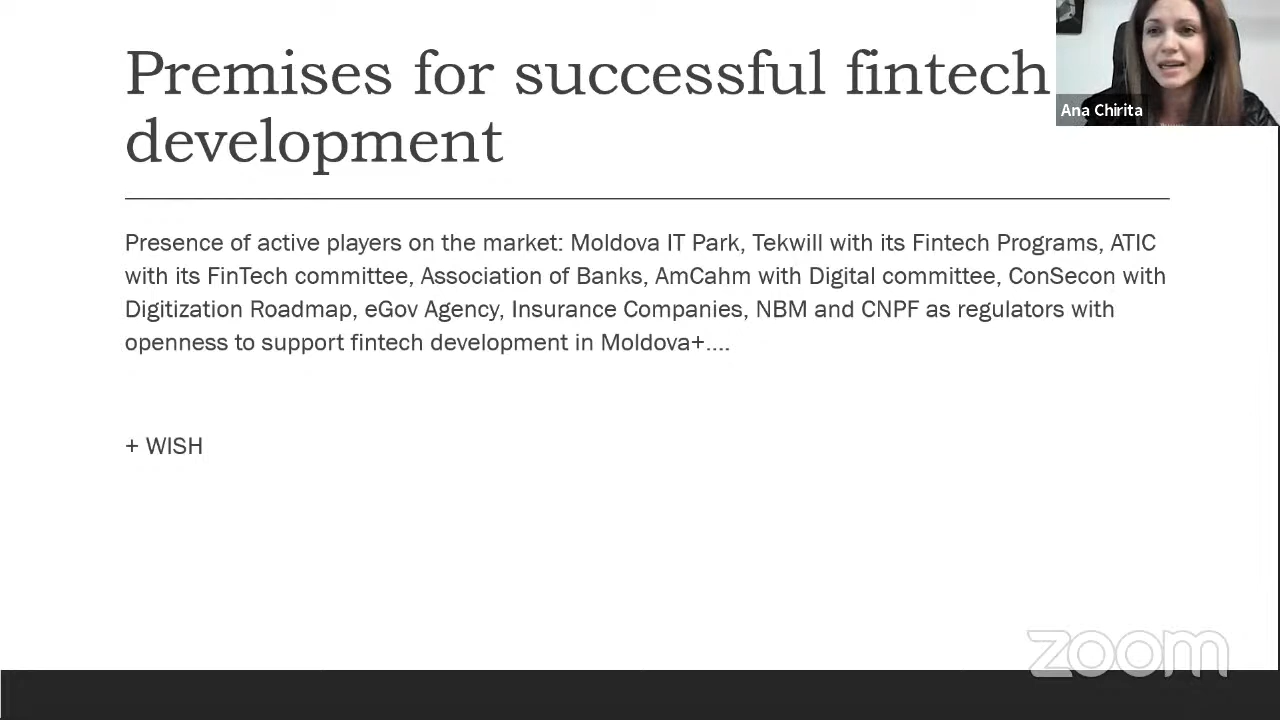 Premises for successful fintech
development
Ana Chirita
Presence of active players on the market: Moldova IT Park, Tekwill with its Fintech Programs, ATIC
with its FinTech committee, Association of Banks, AmCahm with Digital committee, ConSecon with
Digitization Roadmap, eGov Agency, Insurance Companies, NBM and CNPF as regulators with
openness to support fintech development in Moldova+....
+ WISH
zoom